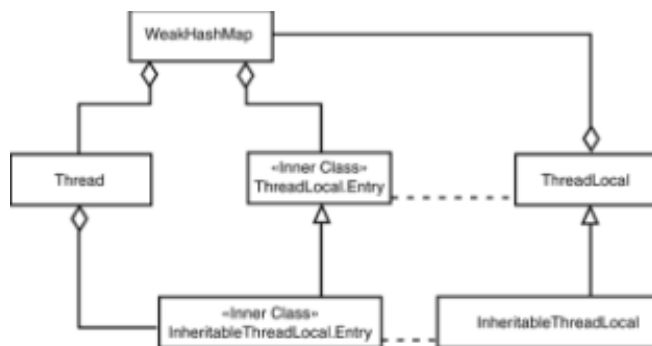 WeakHashMap
Thread
«Inner Class»
ThreadLocal.Entry
ThreadLocal
«Inner Class»
InheritableThreadLocal.Entry
InheritableThreadLocal